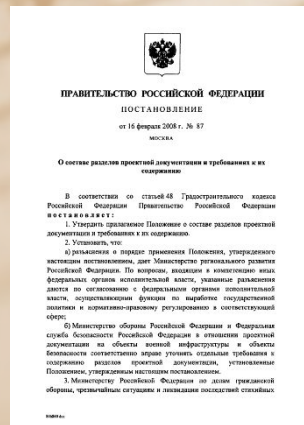 ПРАВИТЕЛЬСТВО РОССИЙСКОЙ ФЕДЕРАЦИИ
ПОСТАНОВЛЕНИЕ
от 16 февраля 2008 г. № 87
МОСКВА
О составе разделов проектной документации и требованиях к их
содержанию
В соответствии со статьей 48 Градостроительного кодекса
Российской Федерации Правительство Российской Федерации
постановляет:
1. Утвердить прилагаемое Положение о составе разделов проектной
документации и требованиях к их содержанию.
2. Установить, что:
а) разъяснения о порядке применения Положения, утвержденного
настоящим постановлением, дает Министерство регионального развития
Российской Федерации. По вопросам, входящим в компетенцию иных
федеральных органов исполнительной власти, указанные разъяснения
даются по согласованию с федеральными органами исполнительной
власти, осуществляющими функции по выработке государственной
политики и нормативно-правовому регулированию в соответствующей
сфере;
б) Министерство обороны Российской Федерации и Федеральная
служба безопасности Российской Федерации в отношении проектной
документации на объекты военной инфраструктуры и объекты
безопасности соответственно вправе уточнять отдельные требования к
содержанию разделов проектной документации, установленные
Положением, утвержденным настоящим постановлением.
3. Министерству Российской Федерации по делам гражданской
обороны, чрезвычайным ситуациям и ликвидации последствий стихийных